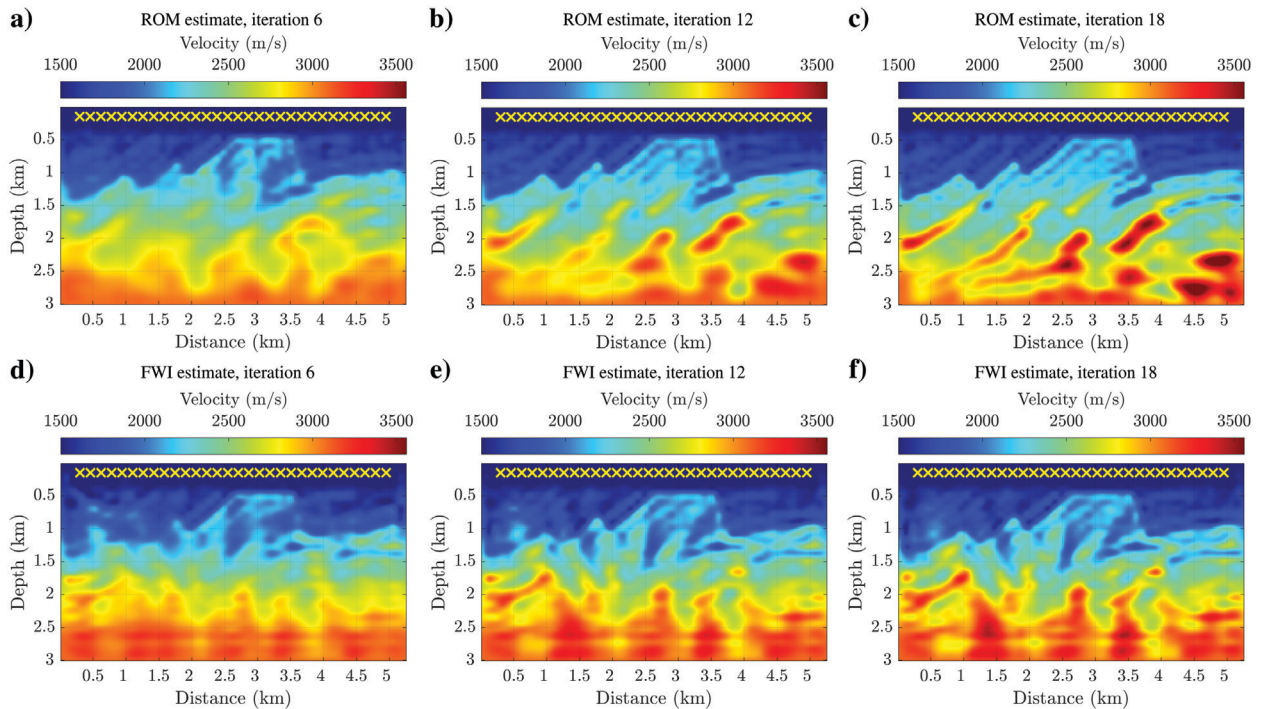 a) ROM estimate, iteration 6
Velocity (m/s)
1500 2000 2500 3000 3500
0.5
1
1.5
2
2.5
3
Depth (km)
0.5 1 1.5 2 2.5 3 3.5 4 4.5 5
Distance (km)
b) ROM estimate, iteration 12
Velocity (m/s)
1500 2000 2500 3000 3500
0.5
1
1.5
2
2.5
3
Depth (km)
0.5 1 1.5 2 2.5 3 3.5 4 4.5 5
Distance (km)
c) ROM estimate, iteration 18
Velocity (m/s)
1500 2000 2500 3000 3500
0.5
1
1.5
2
2.5
3
Depth (km)
0.5 1 1.5 2 2.5 3 3.5 4 4.5 5
Distance (km)
d) FWI estimate, iteration 6
Velocity (m/s)
1500 2000 2500 3000 3500
0.5
1
1.5
2
2.5
3
Depth (km)
0.5 1 1.5 2 2.5 3 3.5 4 4.5 5
Distance (km)
e) FWI estimate, iteration 12
Velocity (m/s)
1500 2000 2500 3000 3500
0.5
1
1.5
2
2.5
3
Depth (km)
0.5 1 1.5 2 2.5 3 3.5 4 4.5 5
Distance (km)
f) FWI estimate, iteration 18
Velocity (m/s)
1500 2000 2500 3000 3500
0.5
1
1.5
2
2.5
3
Depth (km)
0.5 1 1.5 2 2.5 3 3.5 4 4.5 5
Distance (km)